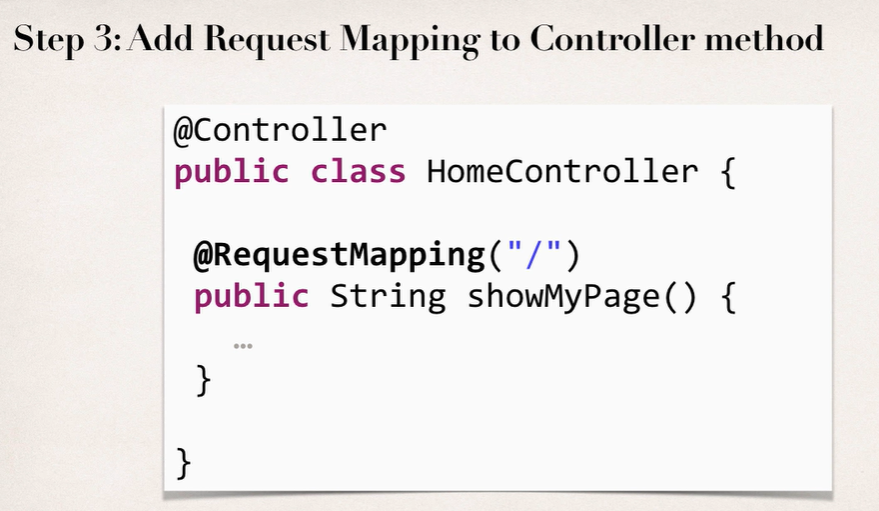 Step 3: Add Request Mapping to Controller method
@Controller
public class HomeController {
@RequestMapping("/")
public String showMyPage() {
…
}
}